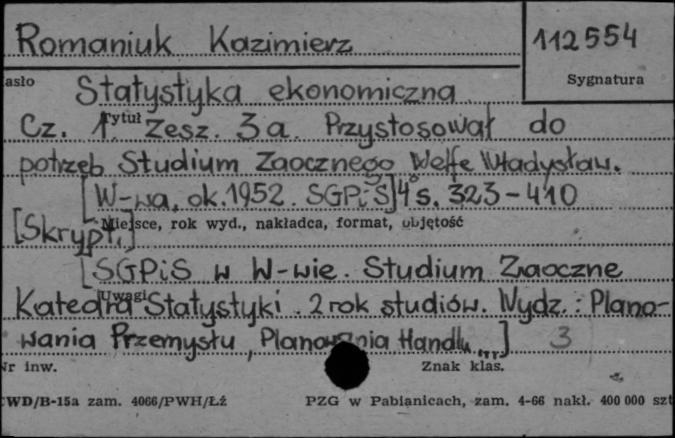 Romaniuk Kazimierz
112554
Sygnatura
asło
Statystyka ekonomiczna
Tytuł
Cz. 1. Zesz. 3a. Przystosował do
potrzeb Studium Zaocznego Welfe Władysław.
[W-wa, ok. 1952. SGPiS] 4° s. 323-410
Miejsce, rok wyd., nakładca, format, objętość
[Skrypt.]
[SGPiS w W-wie. Studium Zaoczne
Uwagi
Katedra Statystyki. 2 rok studiów. Wydz.: Plano-
wania Przemysłu, Planowania Handlu...] 3
Nr inw.
Znak klas.
CWD/B-15a zam. 4066/PWH/Łź
PZG w Pabianicach, zam. 4-66 nakł. 400 000 szt